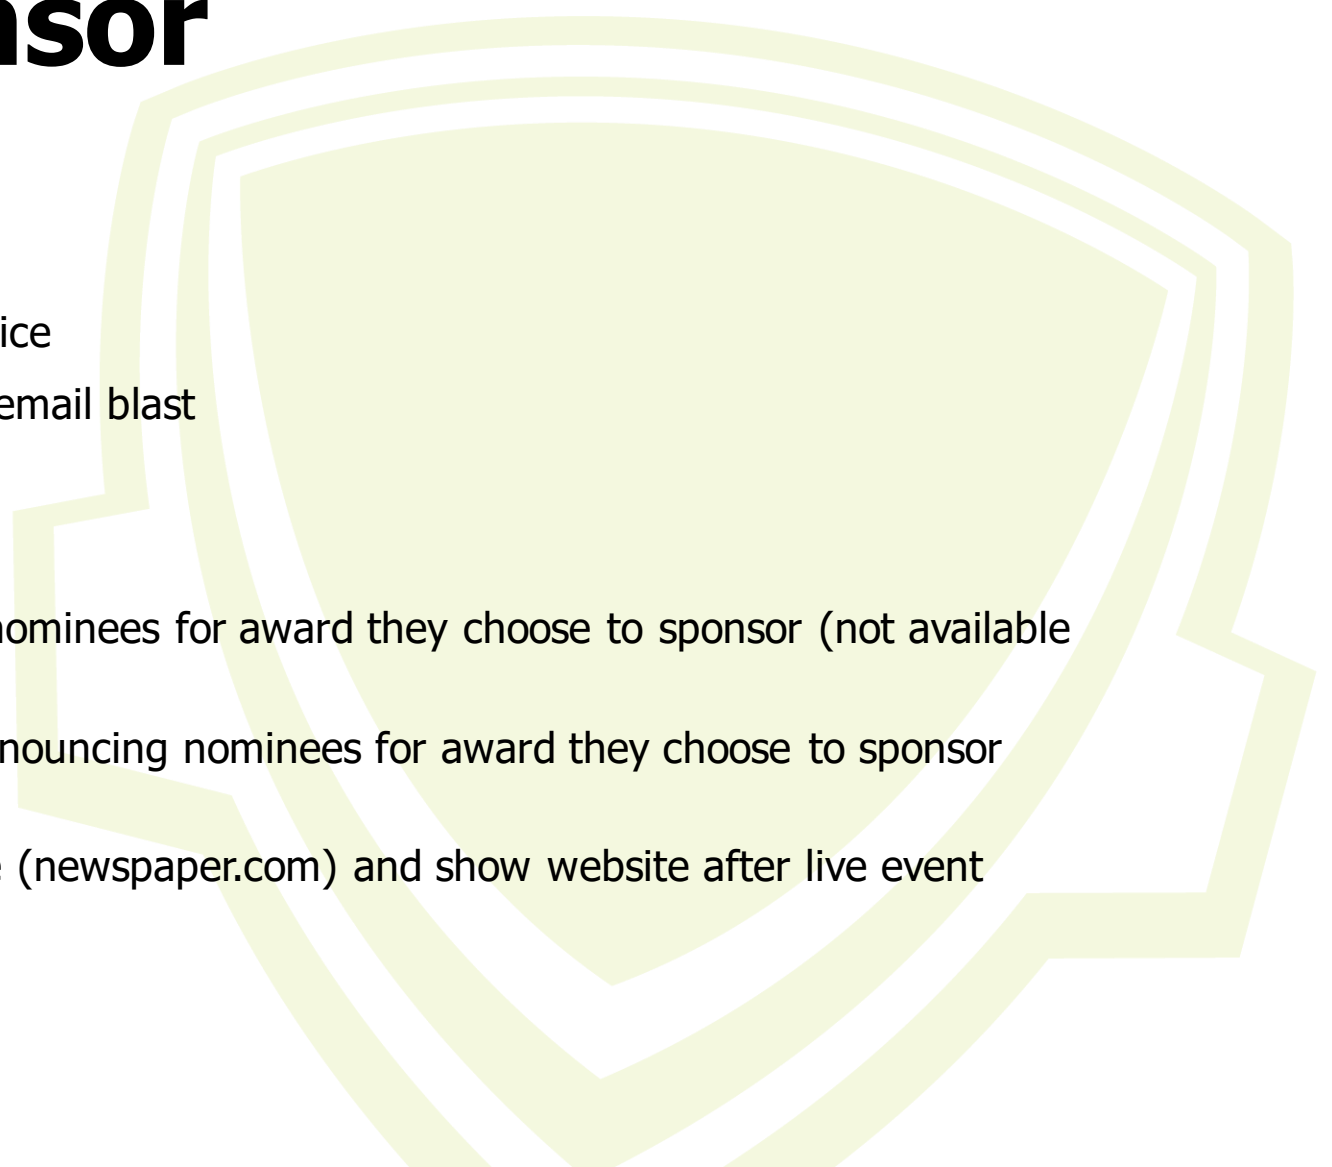 nsor
ice
email blast
nominees for award they choose to sponsor (not available
nouncing nominees for award they choose to sponsor
e (newspaper.com) and show website after live event